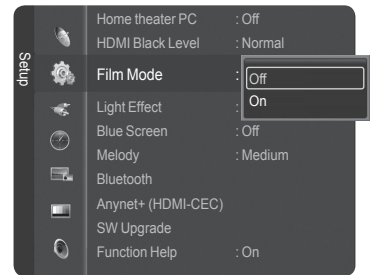 Setup
Home theater PC : Off
HDMI Black Level : Normal
Film Mode :
Off
On
Light Effect :
Blue Screen : Off
Melody : Medium
Bluetooth
Anynet+ (HDMI-CEC)
SW Upgrade
Function Help : On